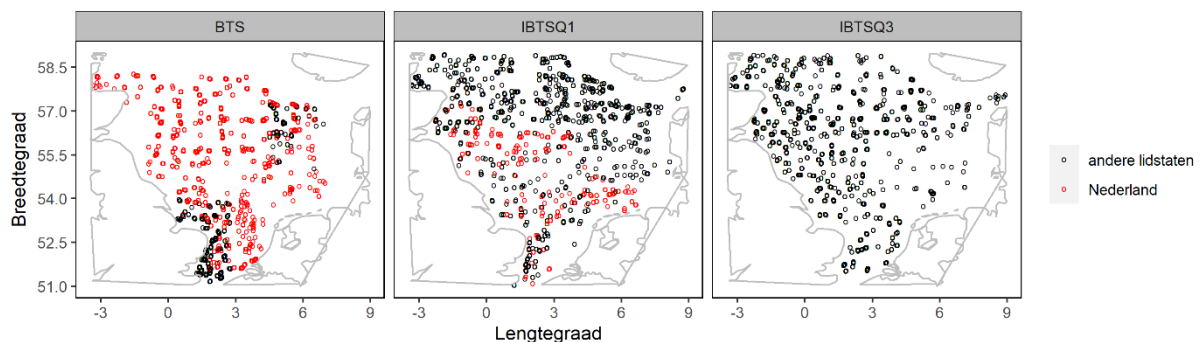 BTS IBTSQ1 IBTSQ3
58.5
57.0
55.5
54.0
52.5
51.0
Breedtegraad
-3 0 3 6 9 -3 0 3 6 9 -3 0 3 6 9
Lengtegraad
andere lidstaten
Nederland